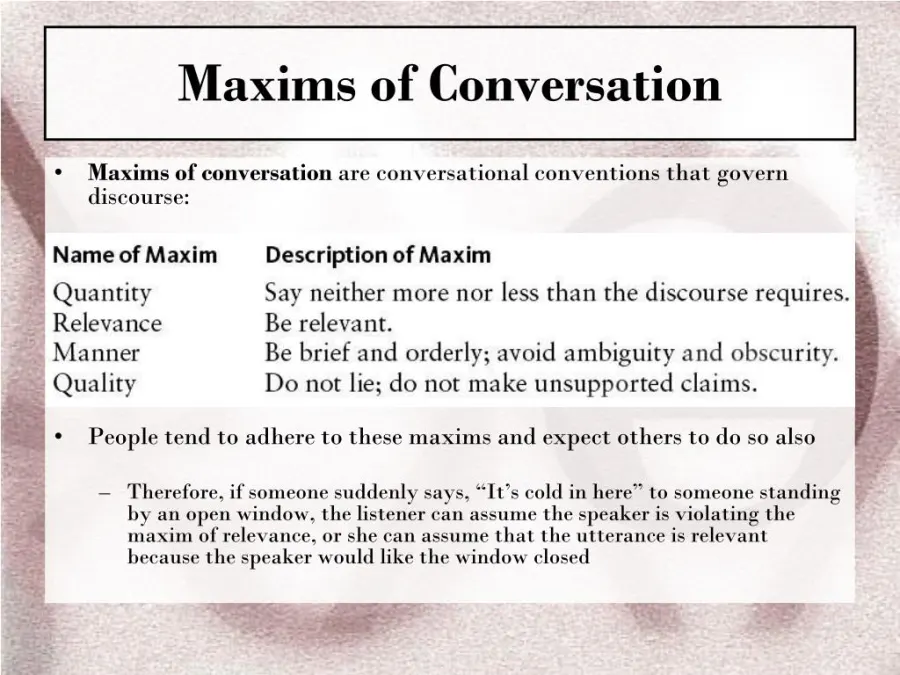 Maxims of Conversation
• Maxims of conversation are conversational conventions that govern
discourse:
Name of Maxim Description of Maxim
Quantity Say neither more nor less than the discourse requires.
Relevance Be relevant.
Manner Be brief and orderly; avoid ambiguity and obscurity.
Quality Do not lie; do not make unsupported claims.
• People tend to adhere to these maxims and expect others to do so also
– Therefore, if someone suddenly says, “It’s cold in here” to someone standing
by an open window, the listener can assume the speaker is violating the
maxim of relevance, or she can assume that the utterance is relevant
because the speaker would like the window closed